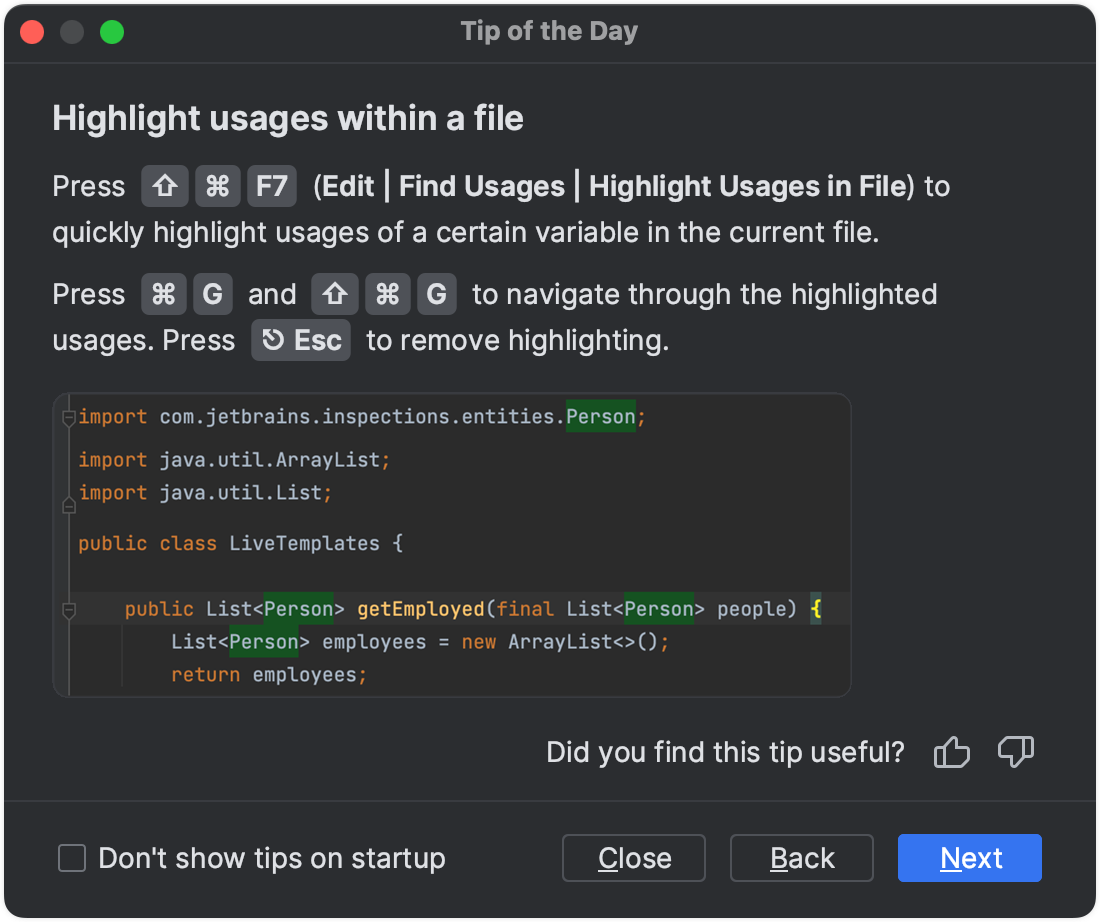 Tip of the Day
Highlight usages within a file
Press ⇧ ⌘ F7 (Edit | Find Usages | Highlight Usages in File) to
quickly highlight usages of a certain variable in the current file.
Press ⌘ G and ⇧ ⌘ G to navigate through the highlighted
usages. Press ⎋ Esc to remove highlighting.
import com.jetbrains.inspections.entities.Person;
import java.util.ArrayList;
import java.util.List;
public class LiveTemplates {
public List<Person> getEmployed(final List<Person> people) {
List<Person> employees = new ArrayList<>();
return employees;
Did you find this tip useful?
Don't show tips on startup
Close
Back
Next